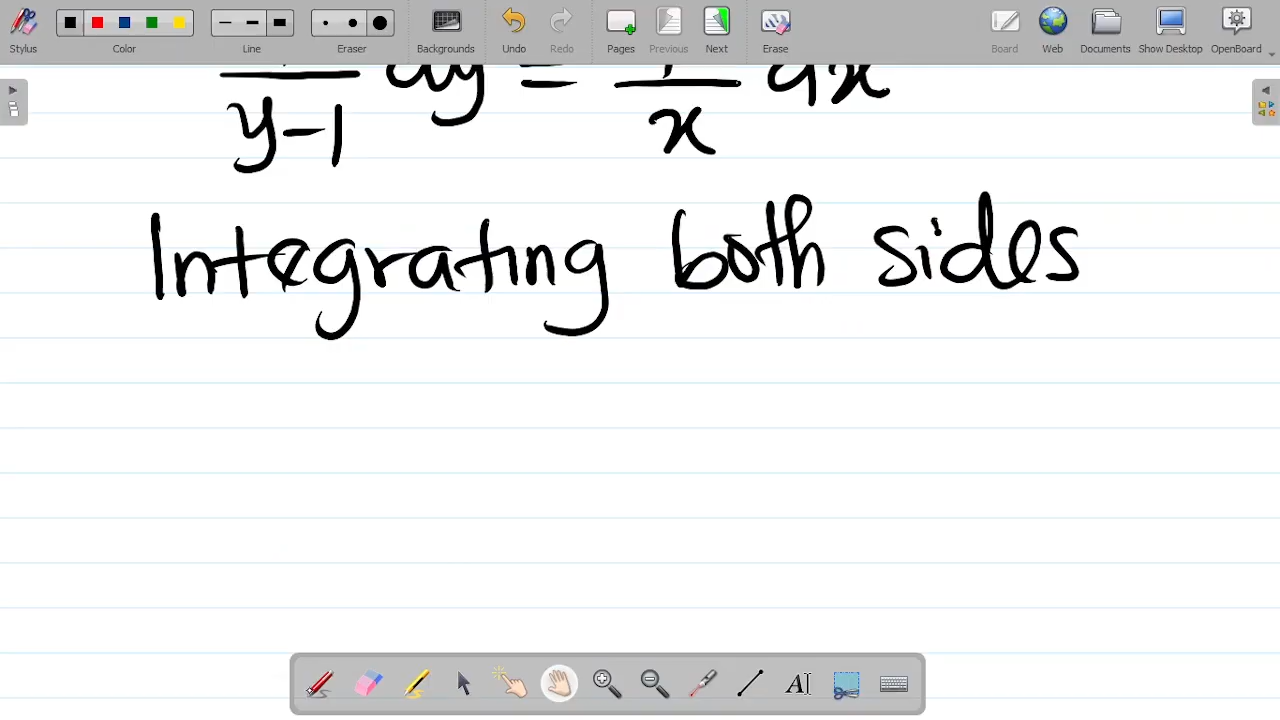 Stylus
Color
Line
Eraser
Backgrounds
Undo
Redo
Pages
Previous
Next
Erase
Board
Web
Documents
Show Desktop
OpenBoard
dy = dx
y-1 x
Integrating both sides
AI